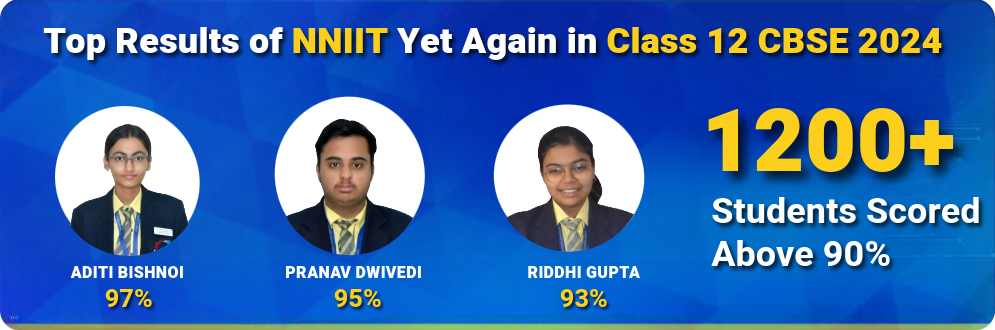 Top Results of NNIIT Yet Again in Class 12 CBSE 2024
ADITI BISHNOI
97%
PRANAV DWIVEDI
95%
RIDDHI GUPTA
93%
1200+
Students Scored
Above 90%